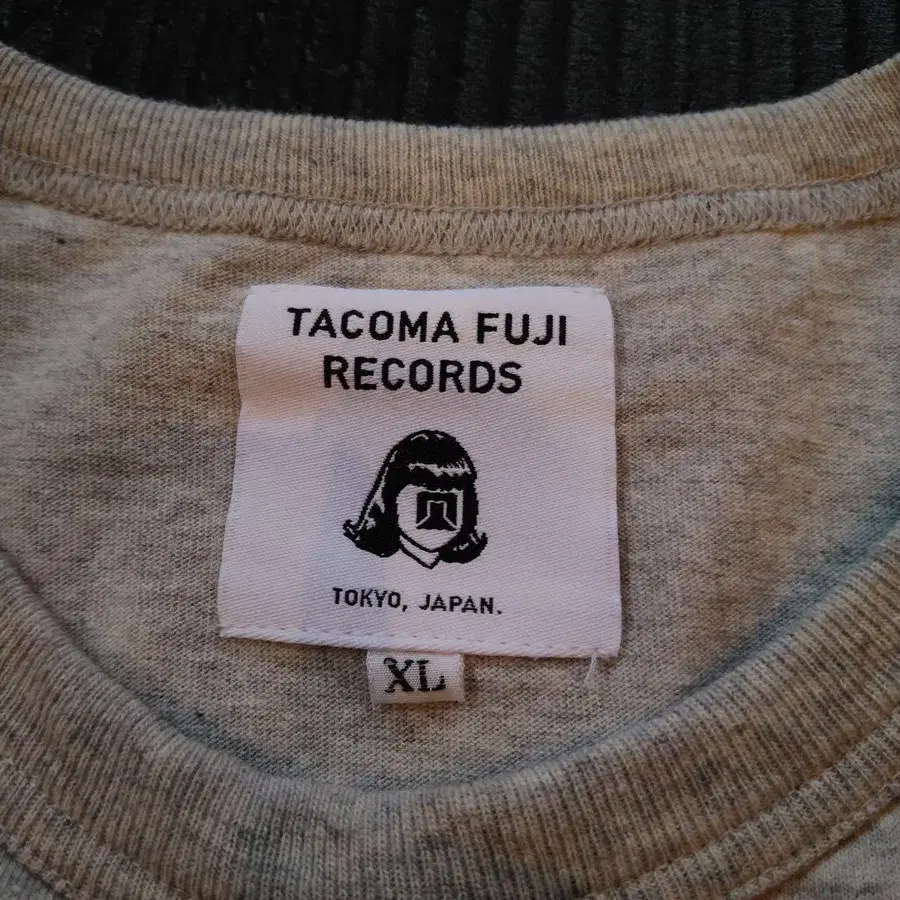 TACOMA FUJI
RECORDS
TOKYO, JAPAN.
XL